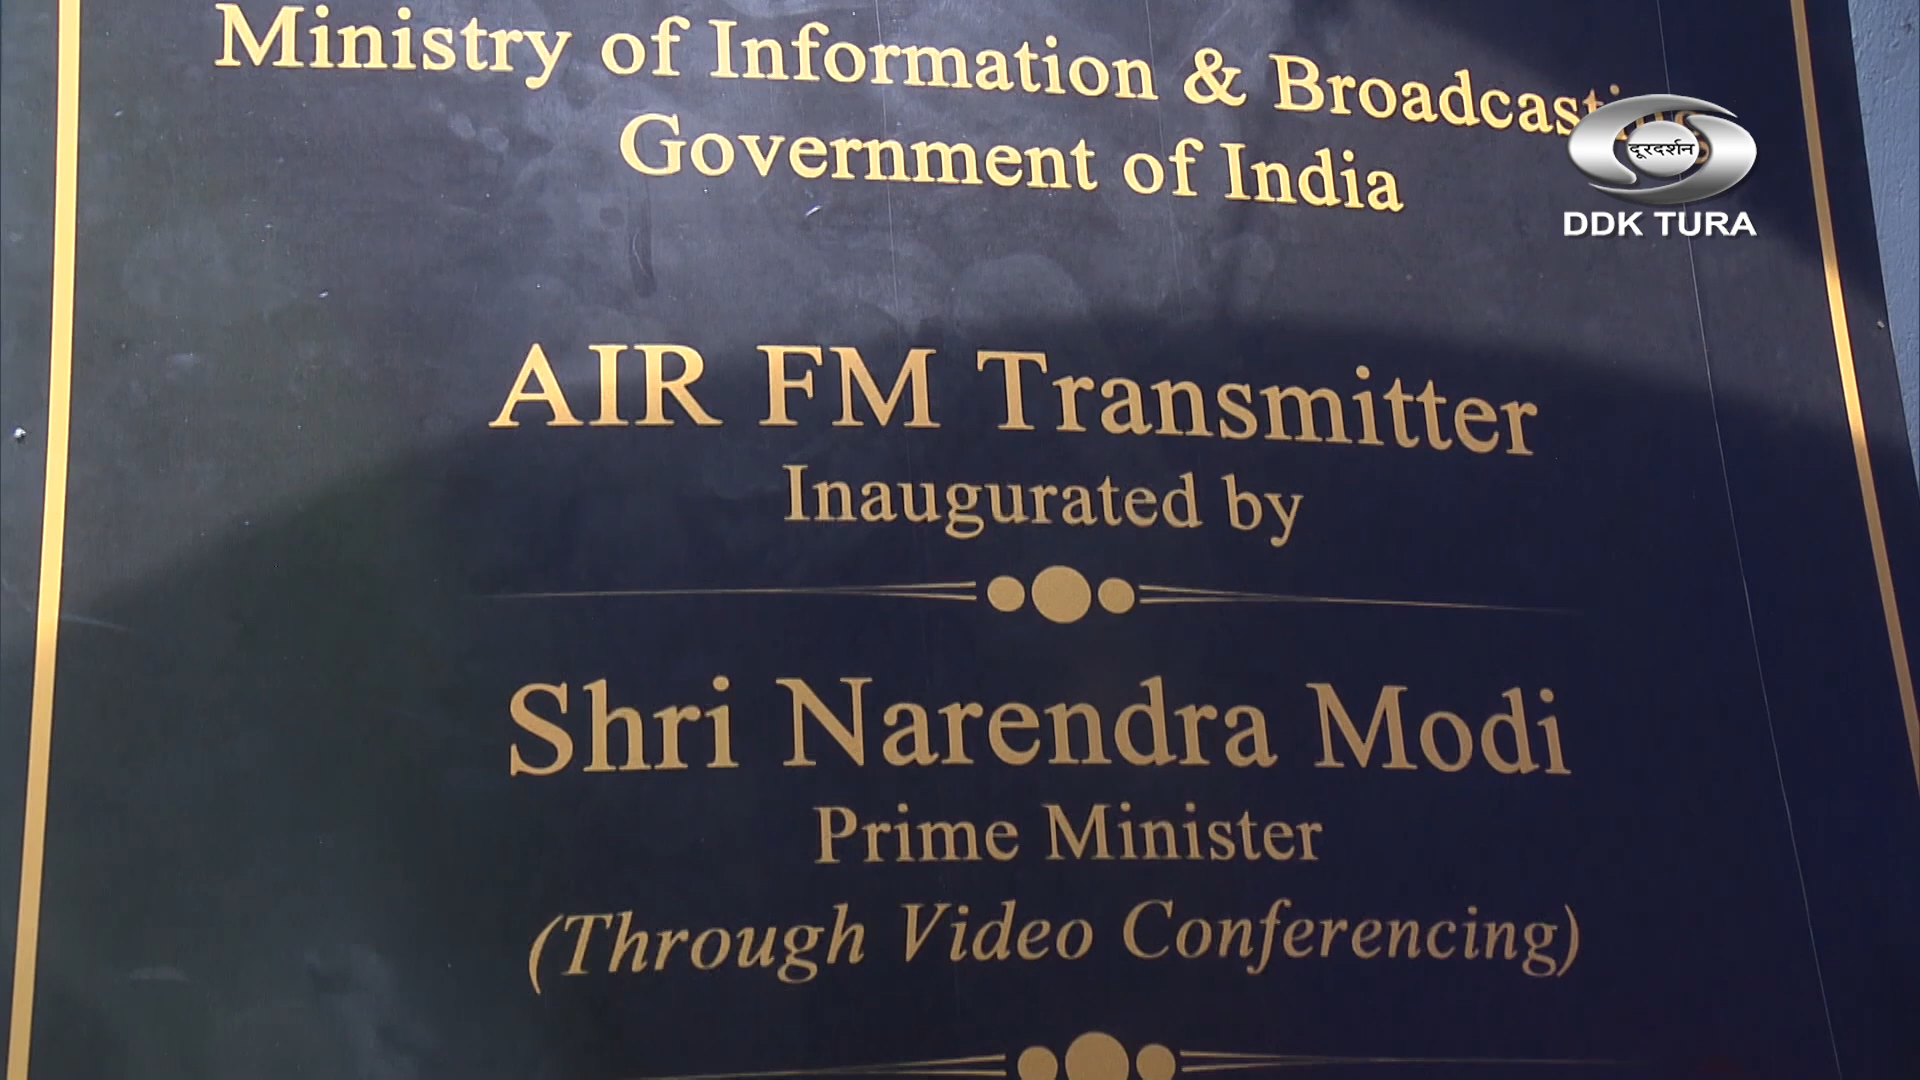 Ministry of Information & Broadcasting
Government of India
दूरदर्शन
DDK TURA
AIR FM Transmitter
Inaugurated by
Shri Narendra Modi
Prime Minister
(Through Video Conferencing)